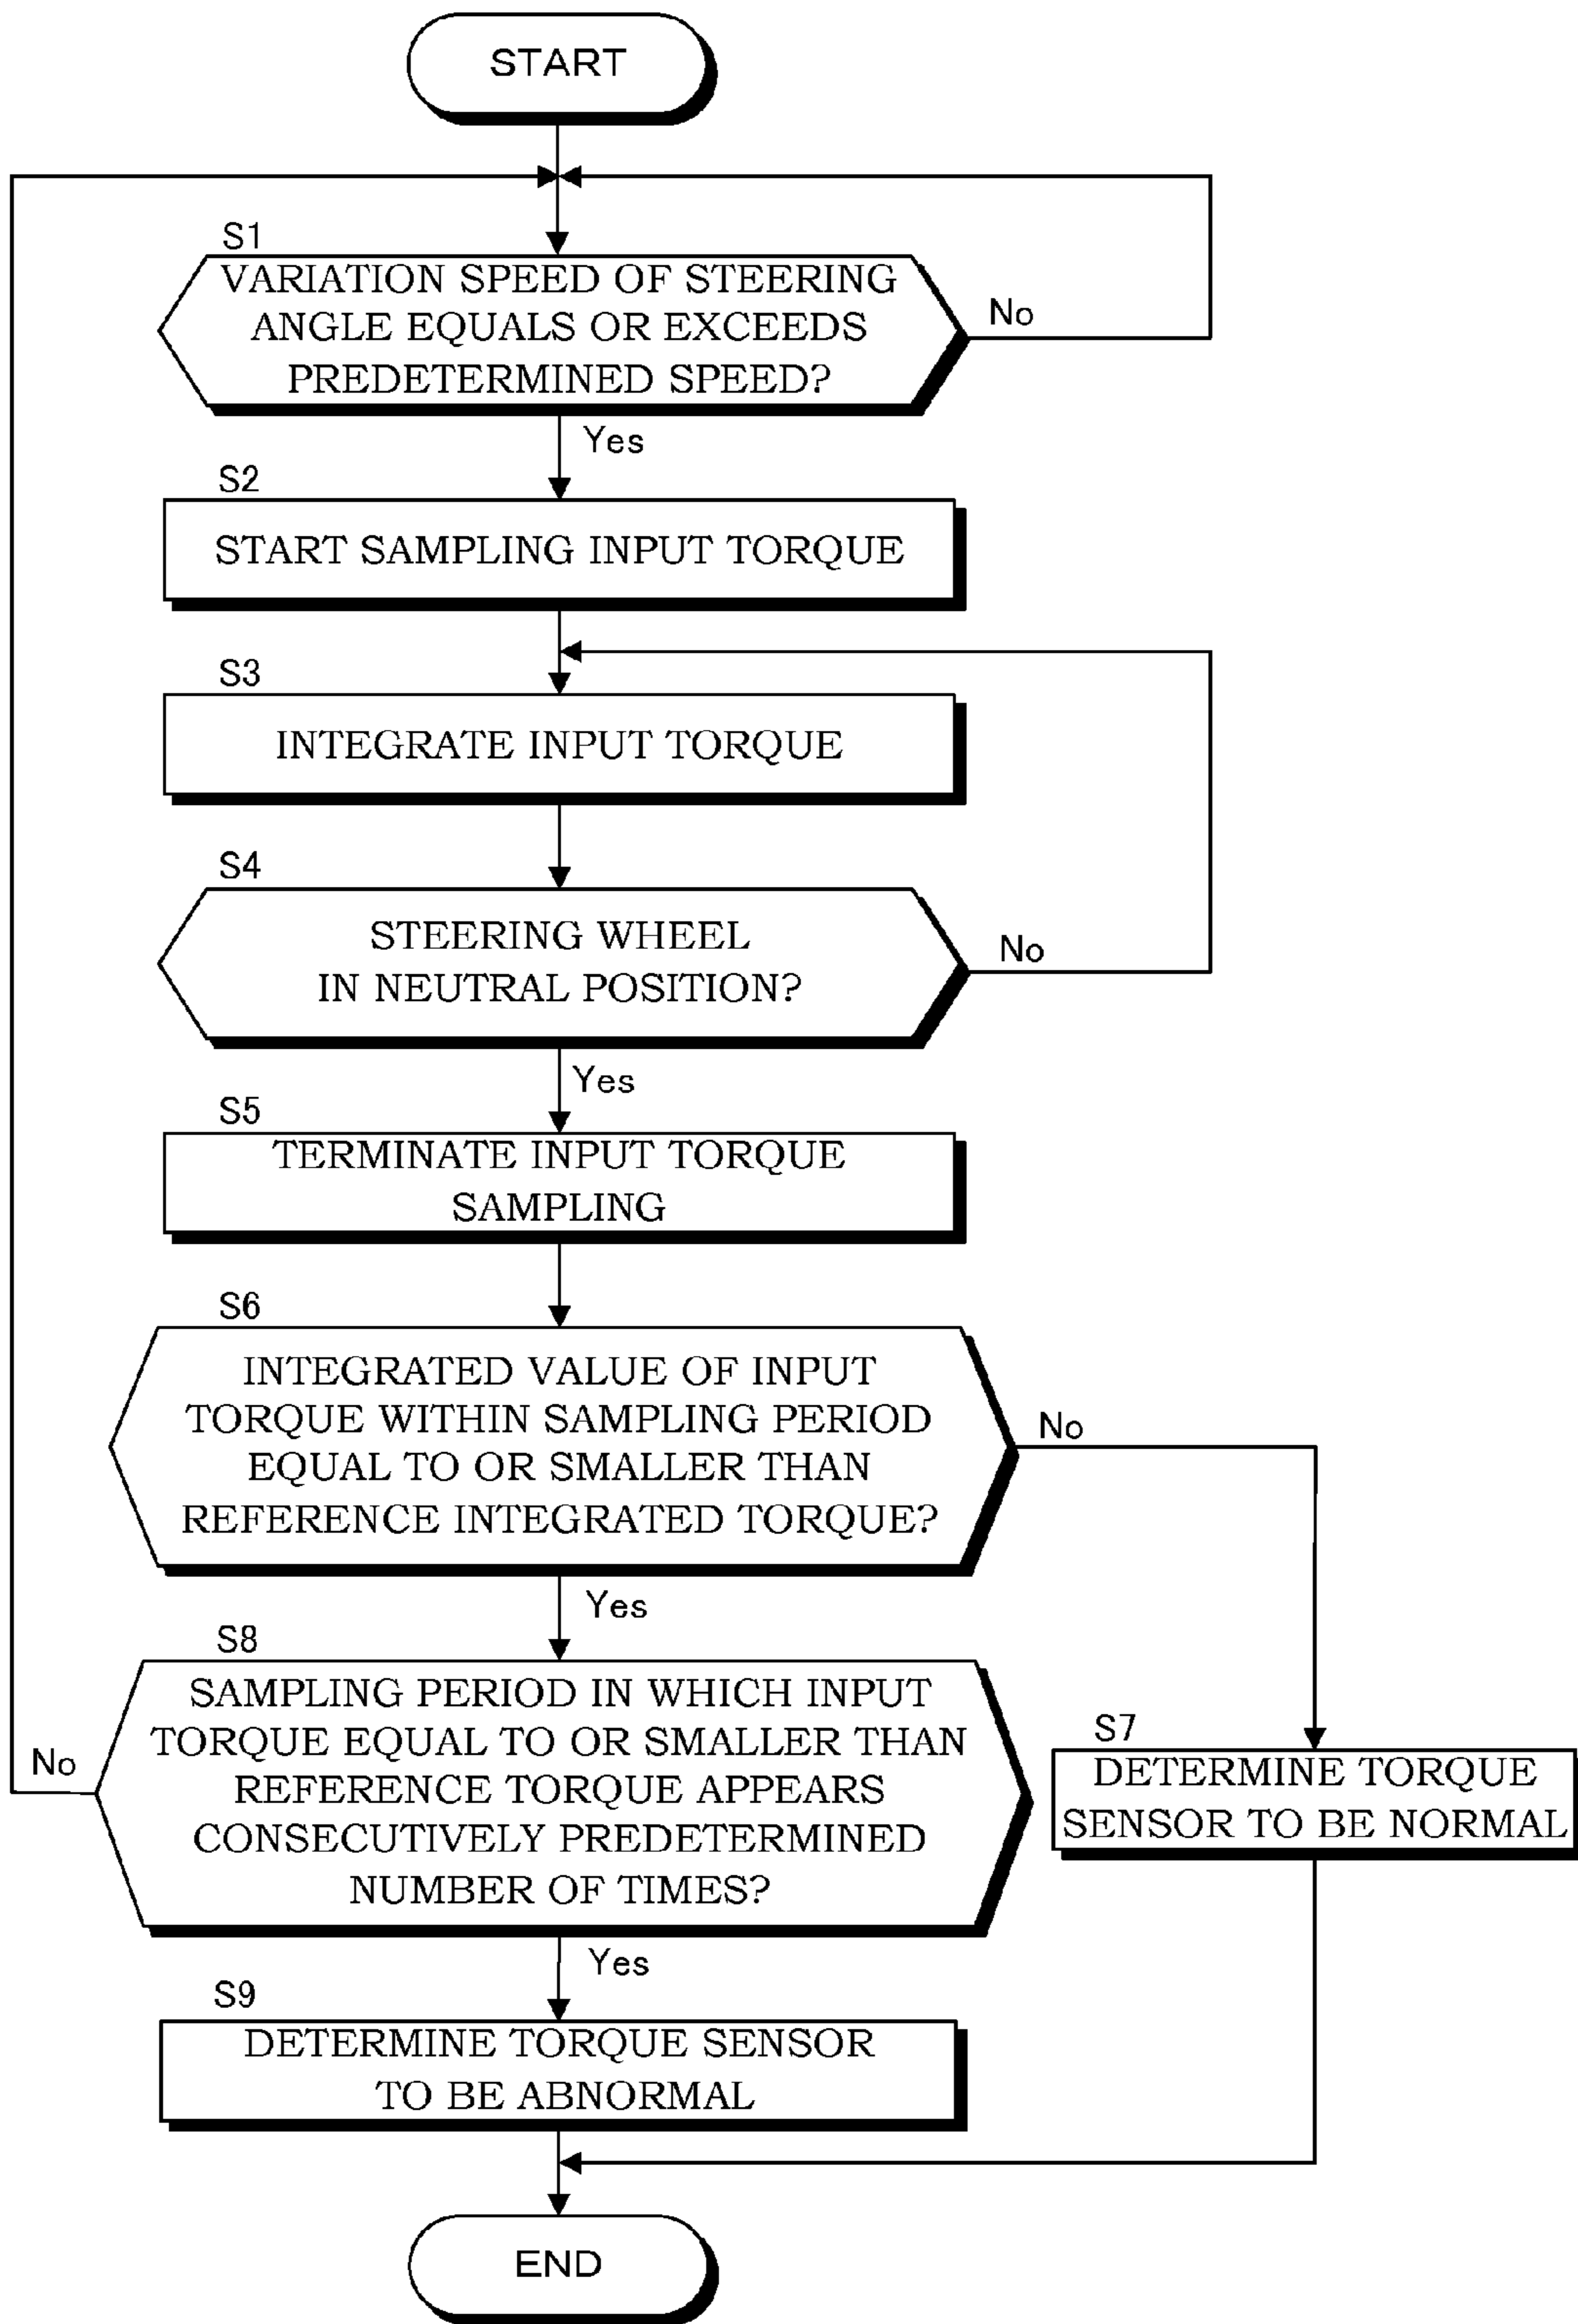 START
S1
VARIATION SPEED OF STEERING
ANGLE EQUALS OR EXCEEDS
PREDETERMINED SPEED?
No
Yes
S2
START SAMPLING INPUT TORQUE
S3
INTEGRATE INPUT TORQUE
S4
STEERING WHEEL
IN NEUTRAL POSITION?
No
Yes
S5
TERMINATE INPUT TORQUE
SAMPLING
S6
INTEGRATED VALUE OF INPUT
TORQUE WITHIN SAMPLING PERIOD
EQUAL TO OR SMALLER THAN
REFERENCE INTEGRATED TORQUE?
No
Yes
S8
SAMPLING PERIOD IN WHICH INPUT
TORQUE EQUAL TO OR SMALLER THAN
REFERENCE TORQUE APPEARS
CONSECUTIVELY PREDETERMINED
NUMBER OF TIMES?
No
Yes
S7
DETERMINE TORQUE
SENSOR TO BE NORMAL
S9
DETERMINE TORQUE SENSOR
TO BE ABNORMAL
END